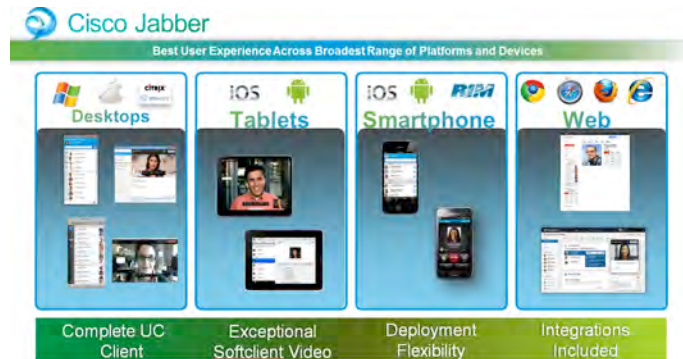 Cisco Jabber
Best User Experience Across Broadest Range of Platforms and Devices
CITRIX
Desktops
iOS
Tablets
iOS
RIM
Smartphone
Web
Complete UC
Client
Exceptional
Softclient Video
Deployment
Flexibility
Integrations
Included